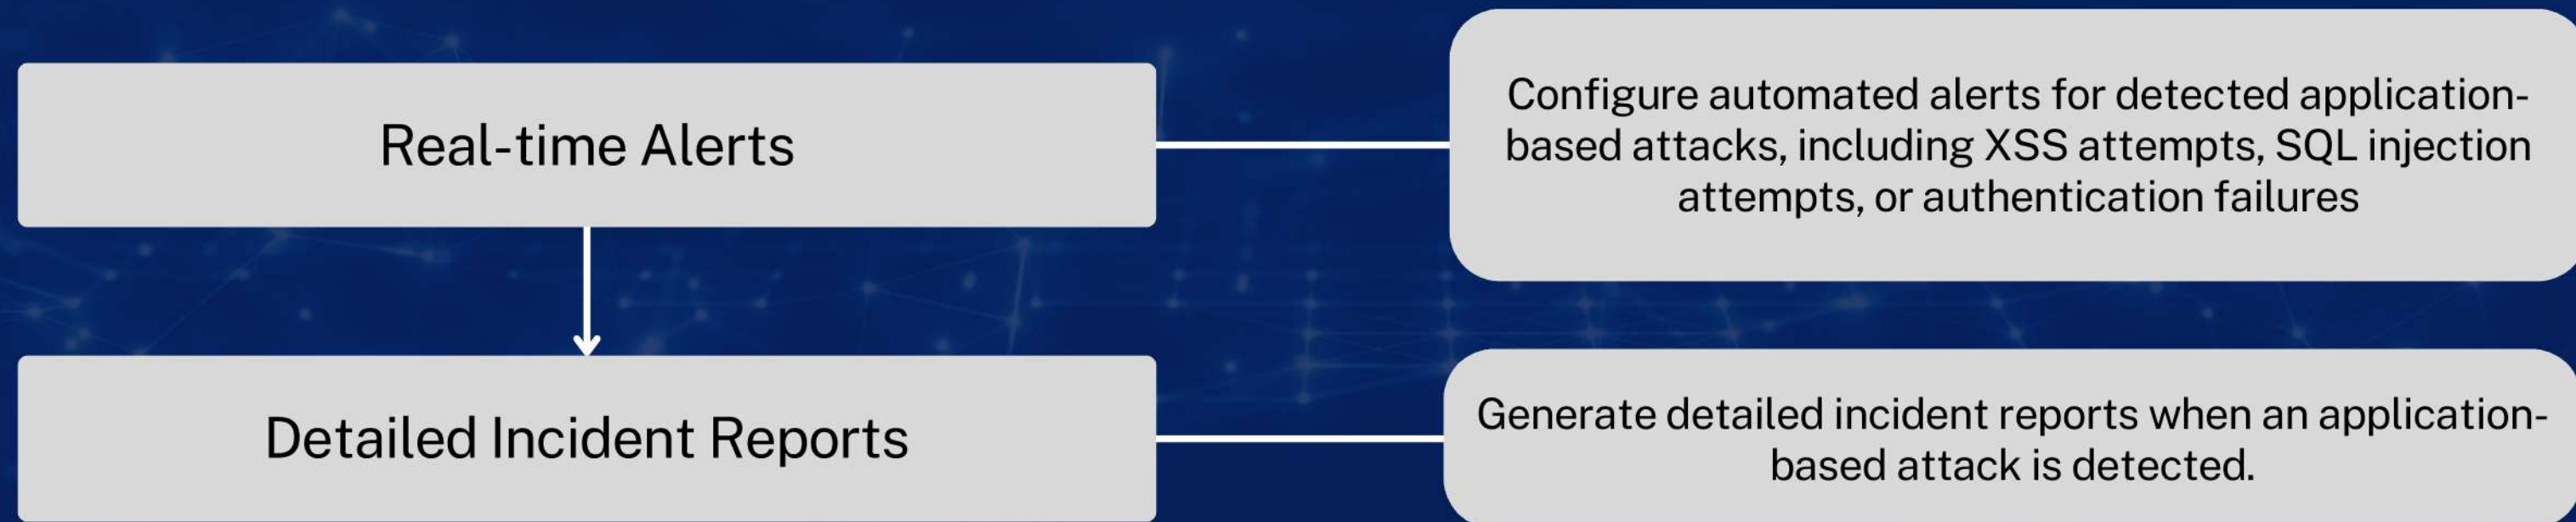 Real-time Alerts
Configure automated alerts for detected application-
based attacks, including XSS attempts, SQL injection
attempts, or authentication failures
Detailed Incident Reports
Generate detailed incident reports when an application-
based attack is detected.